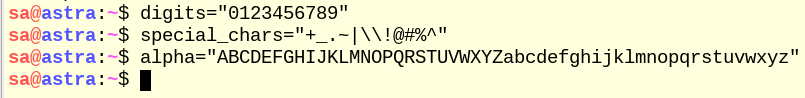 sa@astra:~$ digits="0123456789"
sa@astra:~$ special_chars="+_.~|\\!@#%^"
sa@astra:~$ alpha="ABCDEFGHIJKLMNOPQRSTUVWXYZabcdefghijklmnopqrstuvwxyz"
sa@astra:~$